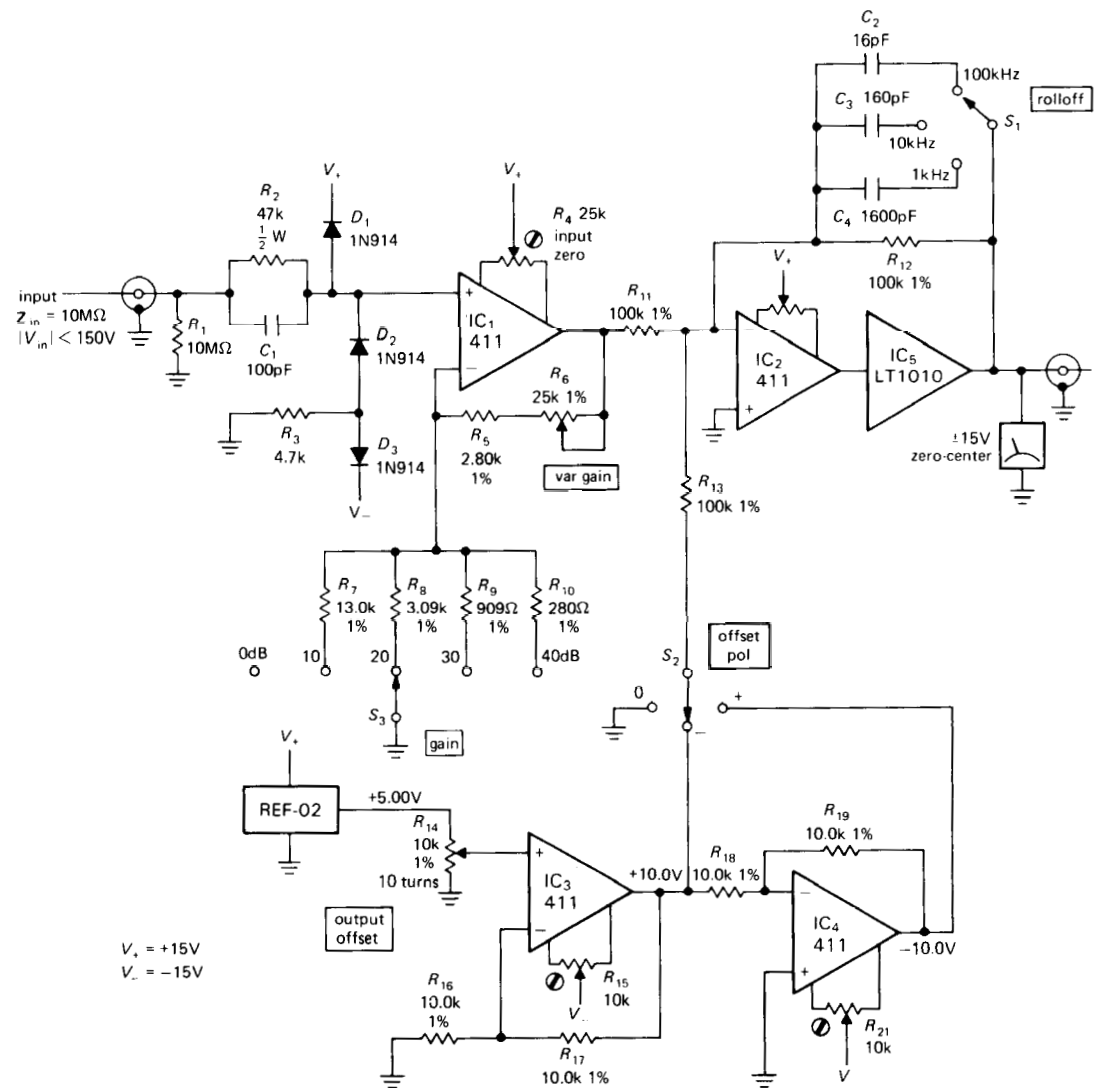 C₂
16pF
100kHz
rolloff
C₃ 160pF
S₁
10kHz
1kHz
C₄ 1600pF
V₊
R₂
47k
½ W
D₁
1N914
V₊
R₄ 25k
input
zero
R₁₂
100k 1%
V₊
input
Z in = 10MΩ
|V in| < 150V
R₁
10MΩ
C₁
100pF
D₂
1N914
+
IC₁
411
−
R₁₁
100k 1%
IC₂
411
+
IC₅
LT1010
R₆
25k 1%
R₃
4.7k
D₃
1N914
V₋
R₅
2.80k
1%
var gain
±15V
zero-center
R₁₃
100k 1%
R₇
13.0k
1%
R₈
3.09k
1%
R₉
909Ω
1%
R₁₀
280Ω
1%
0dB
10
20
30
40dB
S₃
gain
S₂
offset
pol
0
+
−
V₊
REF-02
+5.00V
R₁₄
10k
1%
10 turns
output
offset
+
IC₃
411
−
+10.0V
R₁₈
10.0k 1%
R₁₉
10.0k 1%
−
IC₄
411
+
−10.0V
V₊ = +15V
V₋ = −15V
R₁₆
10.0k
1%
R₁₅
10k
V₋
R₁₇
10.0k 1%
R₂₁
10k
V